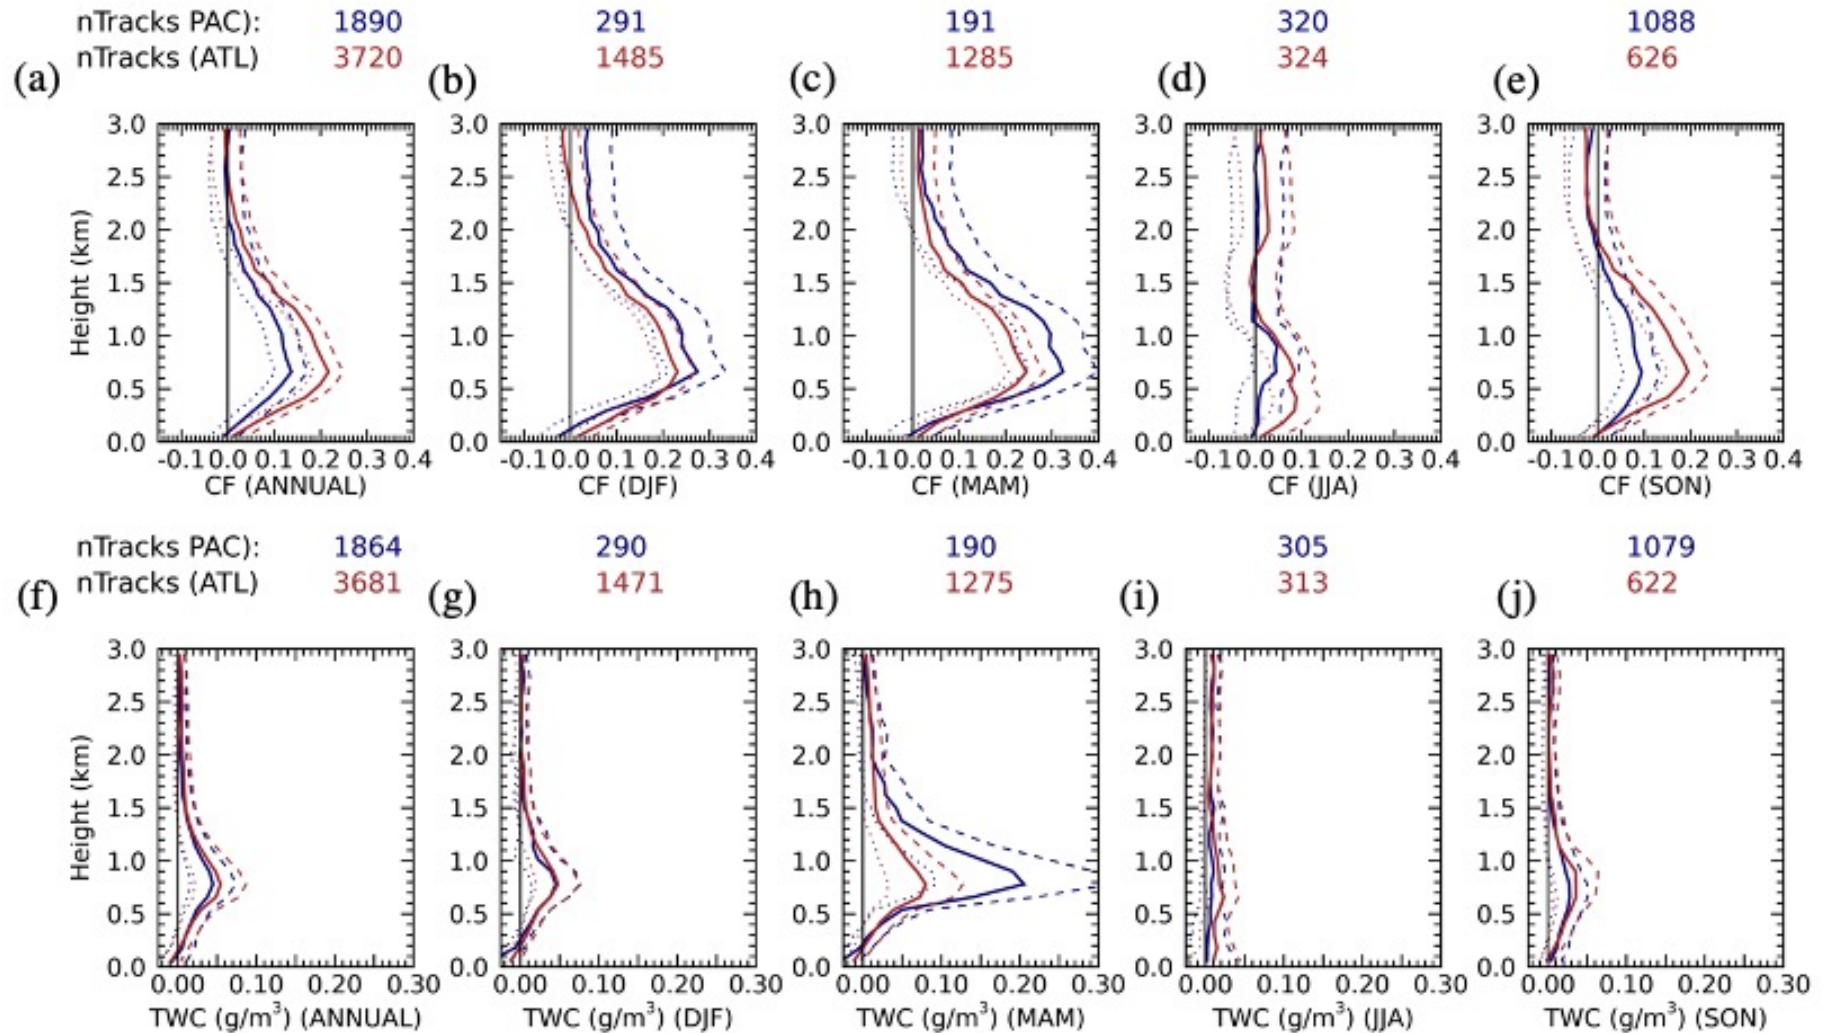 nTracks PAC): 1890 291 191 320 1088
nTracks (ATL) 3720 1485 1285 324 626
(a) (b) (c) (d) (e)
3.0 3.0 3.0 3.0 3.0
2.5 2.5 2.5 2.5 2.5
2.0 2.0 2.0 2.0 2.0
Height (km)
1.5 1.5 1.5 1.5 1.5
1.0 1.0 1.0 1.0 1.0
0.5 0.5 0.5 0.5 0.5
0.0 0.0 0.0 0.0 0.0
-0.1 0.0 0.1 0.2 0.3 0.4 -0.1 0.0 0.1 0.2 0.3 0.4 -0.1 0.0 0.1 0.2 0.3 0.4 -0.1 0.0 0.1 0.2 0.3 0.4 -0.1 0.0 0.1 0.2 0.3 0.4
CF (ANNUAL) CF (DJF) CF (MAM) CF (JJA) CF (SON)
nTracks PAC): 1864 290 190 305 1079
nTracks (ATL) 3681 1471 1275 313 622
(f) (g) (h) (i) (j)
3.0 3.0 3.0 3.0 3.0
2.5 2.5 2.5 2.5 2.5
2.0 2.0 2.0 2.0 2.0
Height (km)
1.5 1.5 1.5 1.5 1.5
1.0 1.0 1.0 1.0 1.0
0.5 0.5 0.5 0.5 0.5
0.0 0.0 0.0 0.0 0.0
0.00 0.10 0.20 0.30 0.00 0.10 0.20 0.30 0.00 0.10 0.20 0.30 0.00 0.10 0.20 0.30 0.00 0.10 0.20 0.30
TWC (g/m³) (ANNUAL) TWC (g/m³) (DJF) TWC (g/m³) (MAM) TWC (g/m³) (JJA) TWC (g/m³) (SON)